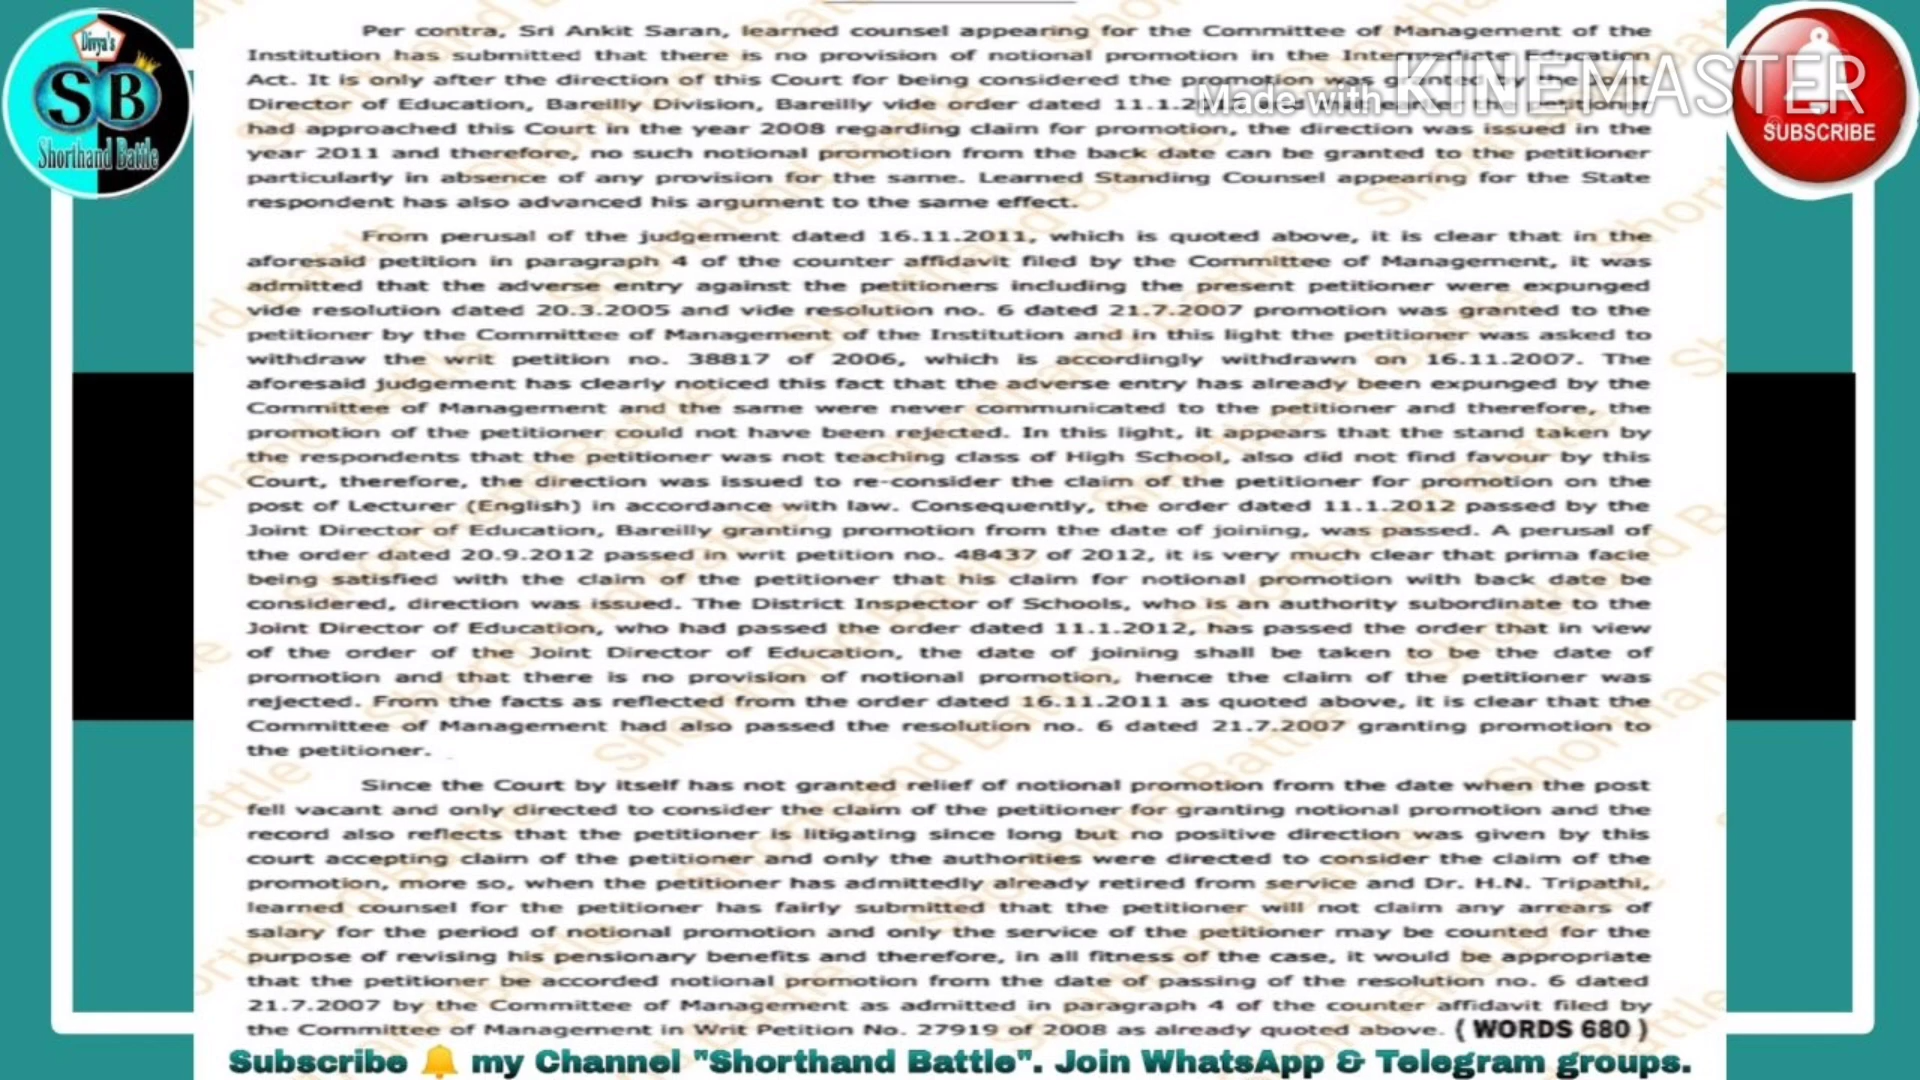 Per contra, Sri Ankit Saran, learned counsel appearing for the Committee of Management of the
Institution has submitted that there is no provision of notional promotion in the Intermediate Education
Act. It is only after the direction of this Court for being considered the promotion was granted by the Joint
Director of Education, Bareilly Division, Bareilly vide order dated 11.1.2012 petitioner
had approached this Court in the year 2008 regarding claim for promotion, the direction was issued in the
year 2011 and therefore, no such notional promotion from the back date can be granted to the petitioner
particularly in absence of any provision for the same. Learned Standing Counsel appearing for the State
respondent has also advanced his argument to the same effect.
From perusal of the judgement dated 16.11.2011, which is quoted above, it is clear that in the
aforesaid petition in paragraph 4 of the counter affidavit filed by the Committee of Management, it was
admitted that the adverse entry against the petitioners including the present petitioner were expunged
vide resolution dated 20.3.2005 and vide resolution no. 6 dated 21.7.2007 promotion was granted to the
petitioner by the Committee of Management of the Institution and in this light the petitioner was asked to
withdraw the writ petition no. 38817 of 2006, which is accordingly withdrawn on 16.11.2007. The
aforesaid judgement has clearly noticed this fact that the adverse entry has already been expunged by the
Committee of Management and the same were never communicated to the petitioner and therefore, the
promotion of the petitioner could not have been rejected. In this light, it appears that the stand taken by
the respondents that the petitioner was not teaching class of High School, also did not find favour by this
Court, therefore, the direction was issued to re-consider the claim of the petitioner for promotion on the
post of Lecturer (English) in accordance with law. Consequently, the order dated 11.1.2012 passed by the
Joint Director of Education, Bareilly granting promotion from the date of joining, was passed. A perusal of
the order dated 20.9.2012 passed in writ petition no. 48437 of 2012, it is very much clear that prima facie
being satisfied with the claim of the petitioner that his claim for notional promotion with back date be
considered, direction was issued. The District Inspector of Schools, who is an authority subordinate to the
Joint Director of Education, who had passed the order dated 11.1.2012, has passed the order that in view
of the order of the Joint Director of Education, the date of joining shall be taken to be the date of
promotion and that there is no provision of notional promotion, hence the claim of the petitioner was
rejected. From the facts as reflected from the order dated 16.11.2011 as quoted above, it is clear that the
Committee of Management had also passed the resolution no. 6 dated 21.7.2007 granting promotion to
the petitioner.
Since the Court by itself has not granted relief of notional promotion from the date when the post
fell vacant and only directed to consider the claim of the petitioner for granting notional promotion and the
record also reflects that the petitioner is litigating since long but no positive direction was given by this
court accepting claim of the petitioner and only the authorities were directed to consider the claim of the
promotion, more so, when the petitioner has admittedly already retired from service and Dr. H.N. Tripathi,
learned counsel for the petitioner has fairly submitted that the petitioner will not claim any arrears of
salary for the period of notional promotion and only the service of the petitioner may be counted for the
purpose of revising his pensionary benefits and therefore, in all fitness of the case, it would be appropriate
that the petitioner be accorded notional promotion from the date of passing of the resolution no. 6 dated
21.7.2007 by the Committee of Management as admitted in paragraph 4 of the counter affidavit filed by
the Committee of Management in Writ Petition No. 27919 of 2008 as already quoted above. ( WORDS 680 )
Subscribe 🔔 my Channel "Shorthand Battle". Join WhatsApp & Telegram groups.
Divya's
SB
Shorthand Battle
Made with KINEMASTER
SUBSCRIBE